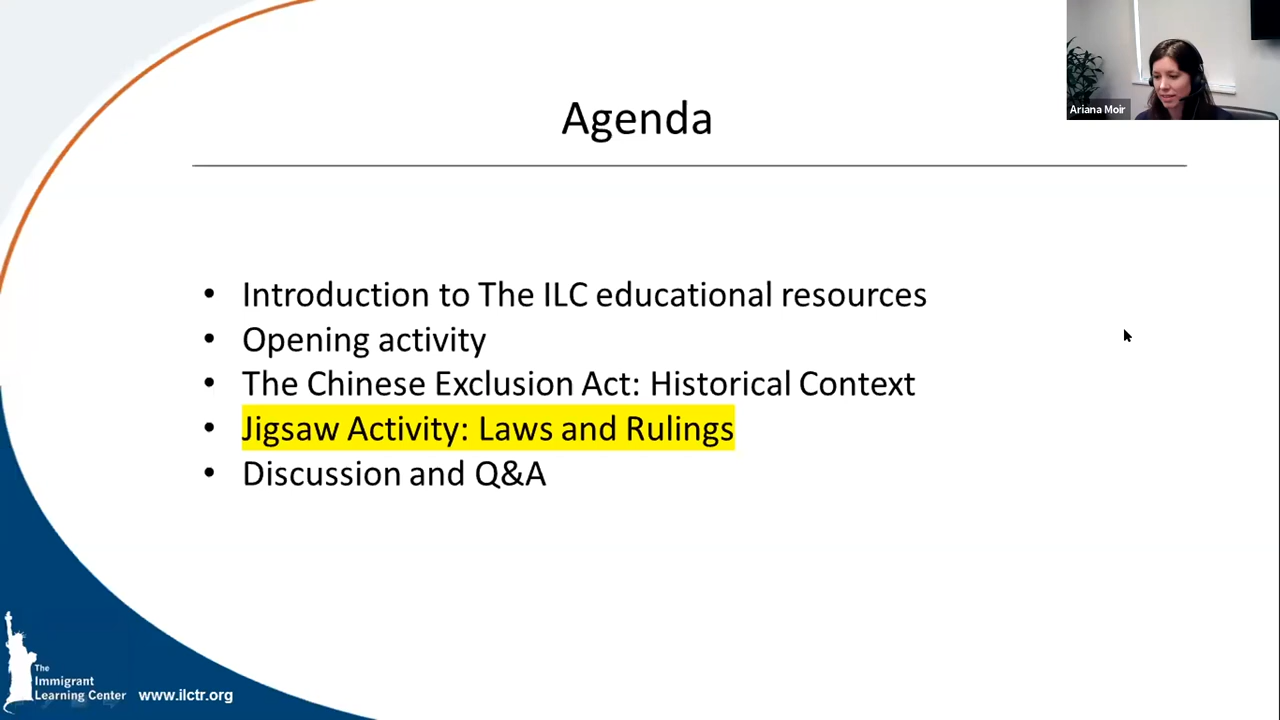 Ariana Moir
Agenda
• Introduction to The ILC educational resources
• Opening activity
• The Chinese Exclusion Act: Historical Context
• Jigsaw Activity: Laws and Rulings
• Discussion and Q&A
The
Immigrant
Learning Center
www.ilctr.org